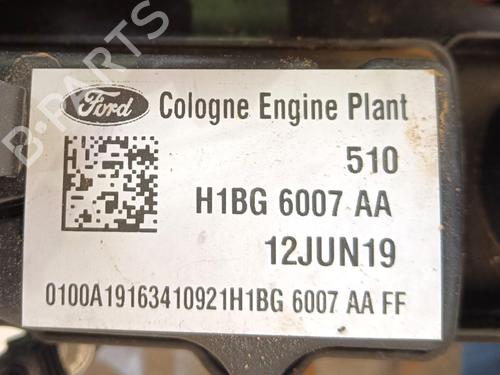 B-PARTS
Ford
Cologne Engine Plant
510
H1BG 6007 AA
12JUN19
0100A19163410921H1BG 6007 AA FF